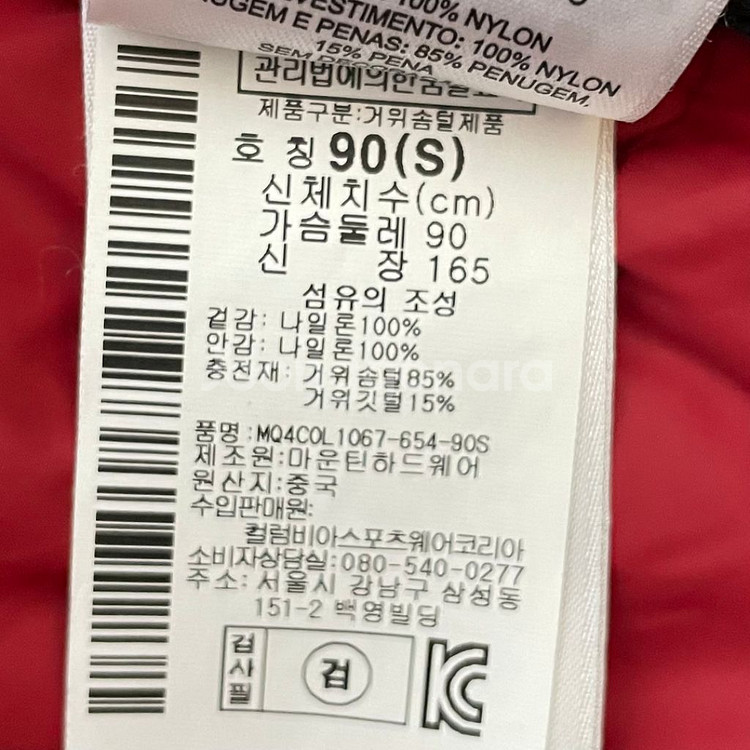 100% NYLON
VESTIMENTO: 100% NYLON
UGEM E PENAS: 85% PENUGEM.
15% PENA
관리법에의한품질
제품구분:거위솜털제품
호 칭 90(S)
신체치수(cm)
가슴둘레 90
신 장 165
섬유의 조성
겉감: 나일론100%
안감: 나일론100%
충전재: 거위솜털85%
거위깃털15%
품명:MQ4COL1067-654-90S
제조원:마운틴하드웨어
원산지:중국
수입판매원:
컬럼비아스포츠웨어코리아
소비자상담실:080-540-0277
주소: 서울시 강남구 삼성동
151-2 백영빌딩
검사필
검
KC